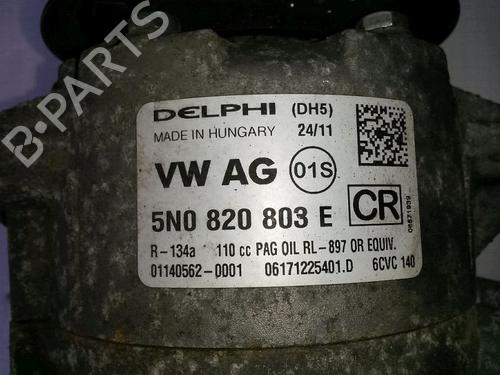 B-PARTS
DELPHI (DH5)
MADE IN HUNGARY 24/11
VW AG 01S
5N0 820 803 E CR
R-134a 110 cc PAG OIL RL-897 OR EQUIV.
01140562-0001 06171225401.D 6CVC 140
06571939